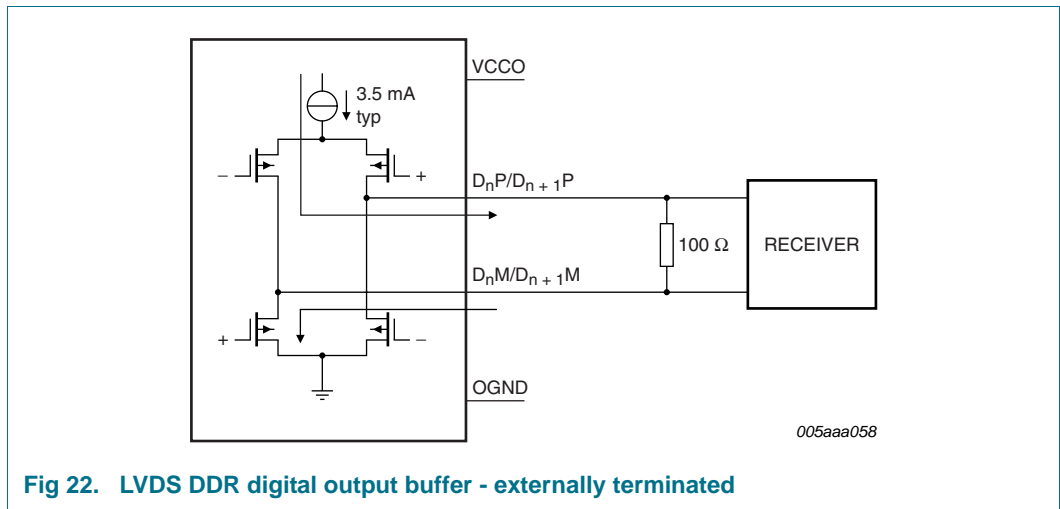 VCCO
3.5 mA
typ
− +
DnP/Dn + 1P
100 Ω
RECEIVER
DnM/Dn + 1M
+ −
OGND
005aaa058
Fig 22. LVDS DDR digital output buffer - externally terminated